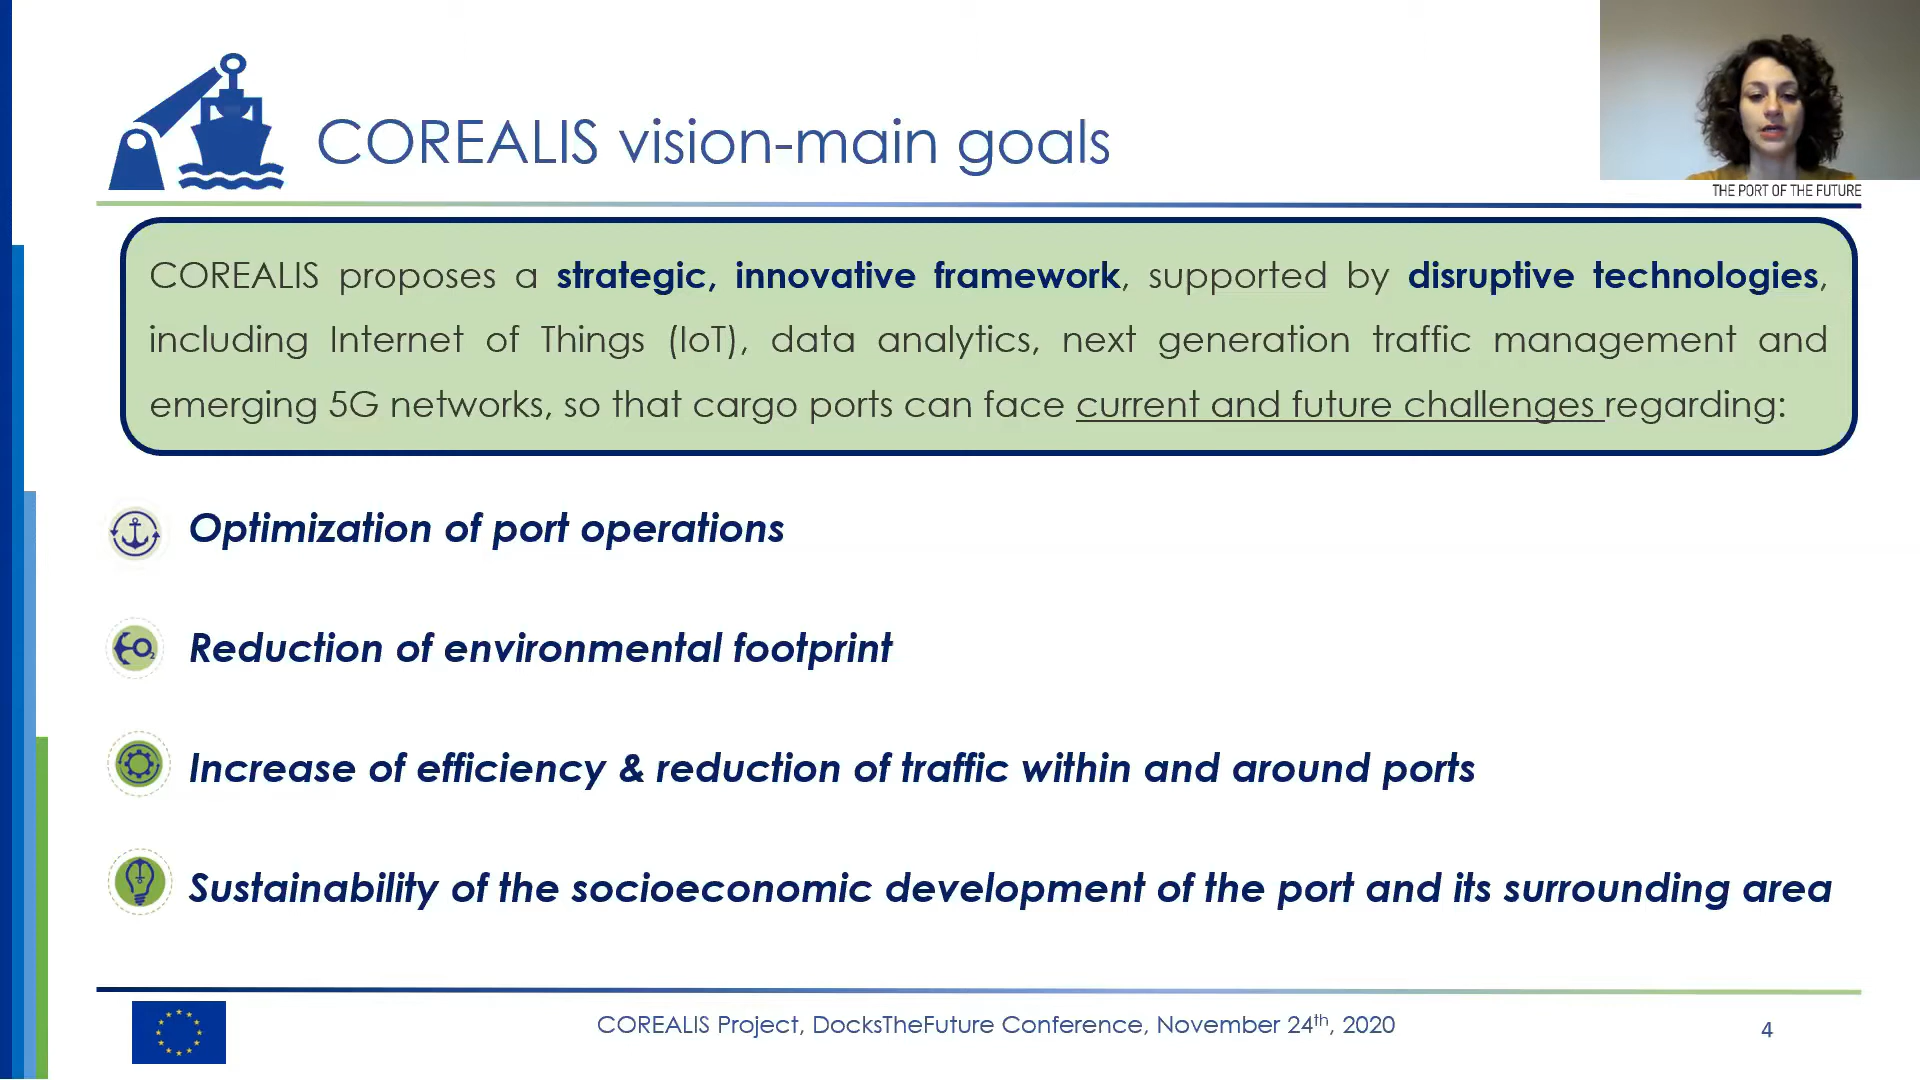 COREALIS vision-main goals
THE PORT OF THE FUTURE
COREALIS proposes a strategic, innovative framework, supported by disruptive technologies,
including Internet of Things (IoT), data analytics, next generation traffic management and
emerging 5G networks, so that cargo ports can face current and future challenges regarding:
Optimization of port operations
O2
Reduction of environmental footprint
Increase of efficiency & reduction of traffic within and around ports
Sustainability of the socioeconomic development of the port and its surrounding area
COREALIS Project, DocksTheFuture Conference, November 24th, 2020
4